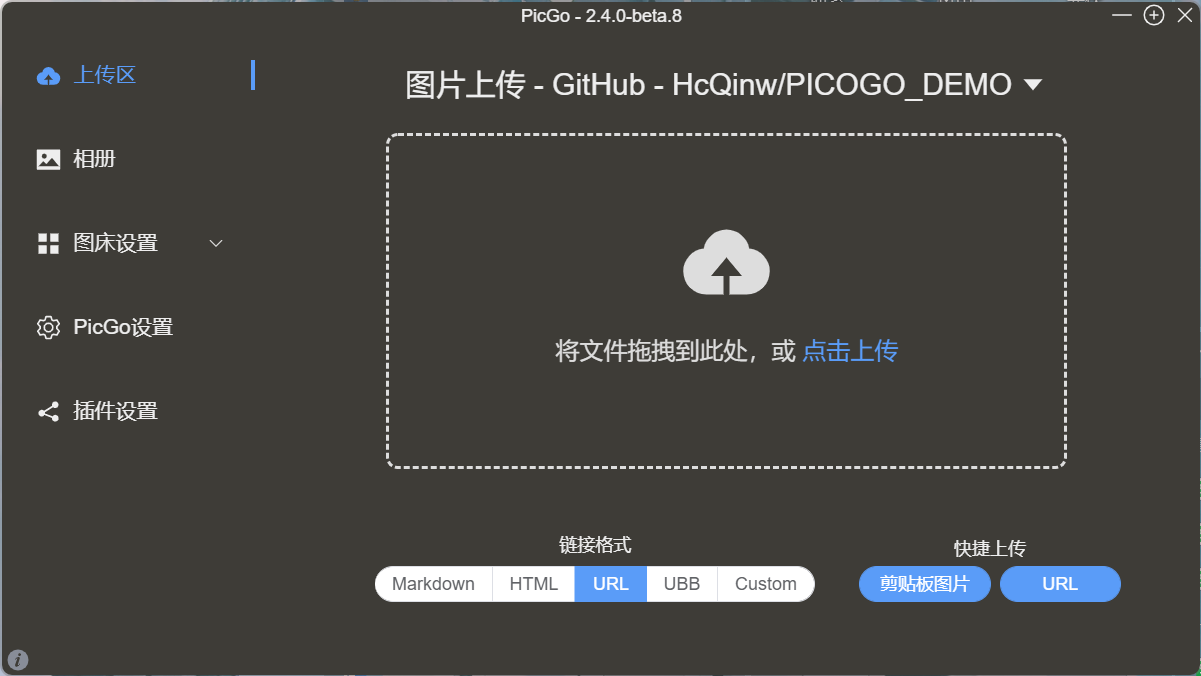 PicGo - 2.4.0-beta.8
上传区
相册
图床设置
PicGo设置
插件设置
图片上传 - GitHub - HcQinw/PICOGO_DEMO
将文件拖拽到此处，或 点击上传
链接格式
Markdown HTML URL UBB Custom
快捷上传
剪贴板图片 URL